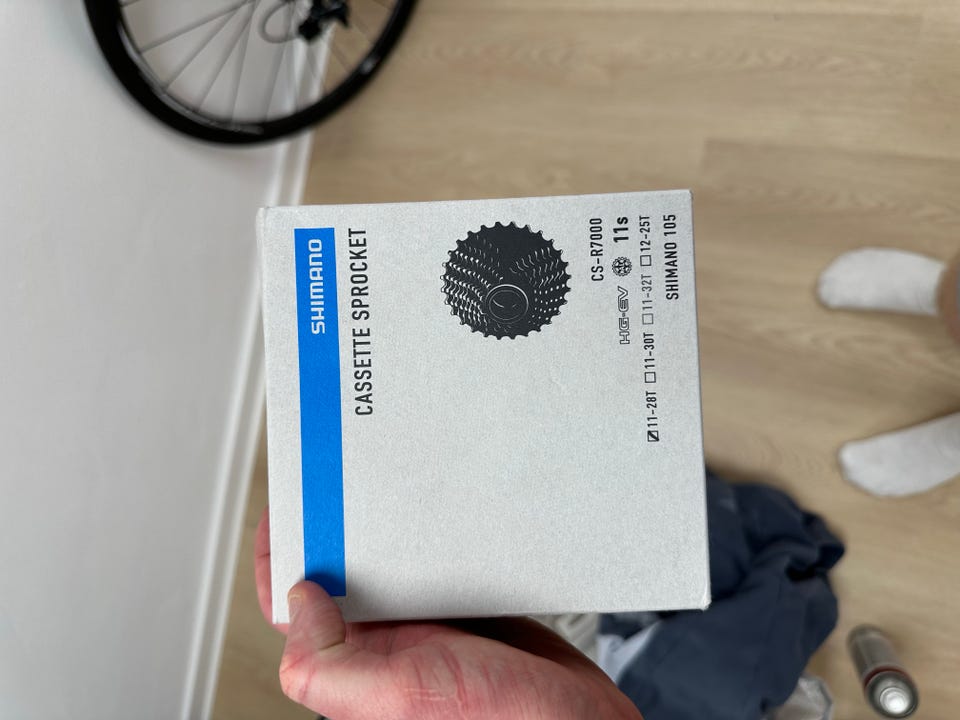 SHIMANO
CASSETTE SPROCKET
CS-R7000
HG-EV 11s
☑11-28T ☐11-30T ☐11-32T ☐12-25T
SHIMANO 105